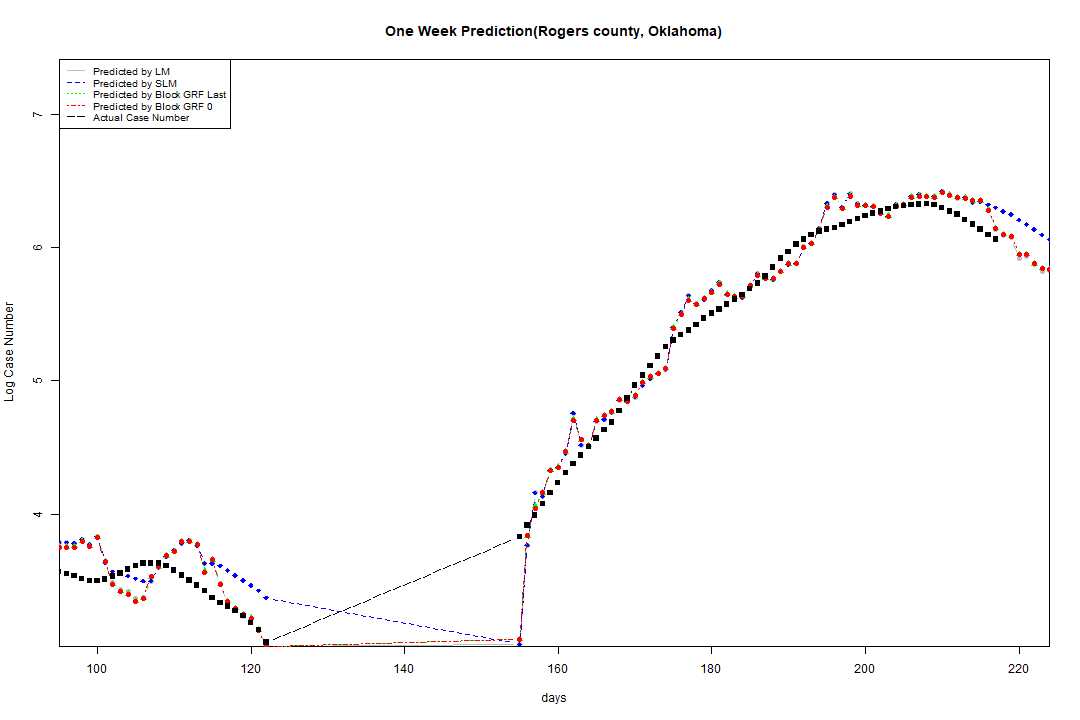 One Week Prediction(Rogers county, Oklahoma)
Predicted by LM
Predicted by SLM
Predicted by Block GRF Last
Predicted by Block GRF 0
Actual Case Number
7
6
5
4
Log Case Number
100 120 140 160 180 200 220
days